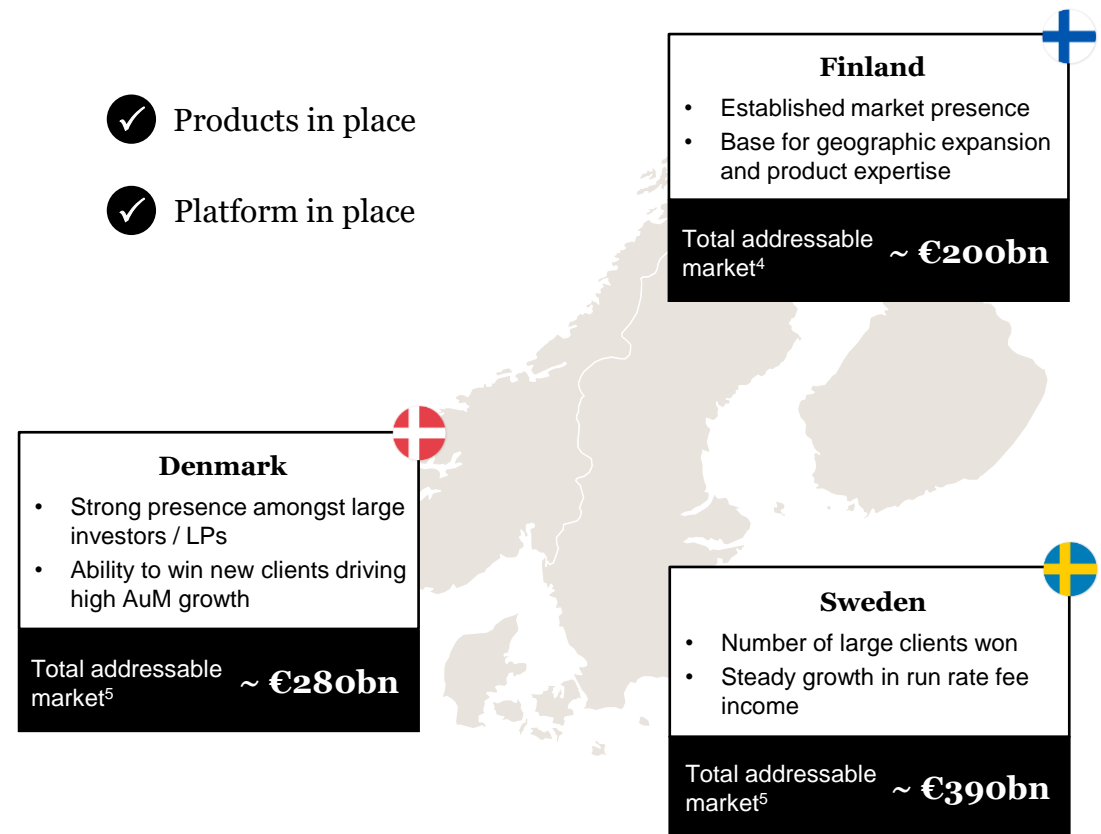 Products in place
Platform in place
Finland
• Established market presence
• Base for geographic expansion
and product expertise
Total addressable
market⁴
~ €200bn
Denmark
• Strong presence amongst large
investors / LPs
• Ability to win new clients driving
high AuM growth
Total addressable
market⁵
~ €280bn
Sweden
• Number of large clients won
• Steady growth in run rate fee
income
Total addressable
market⁵
~ €390bn